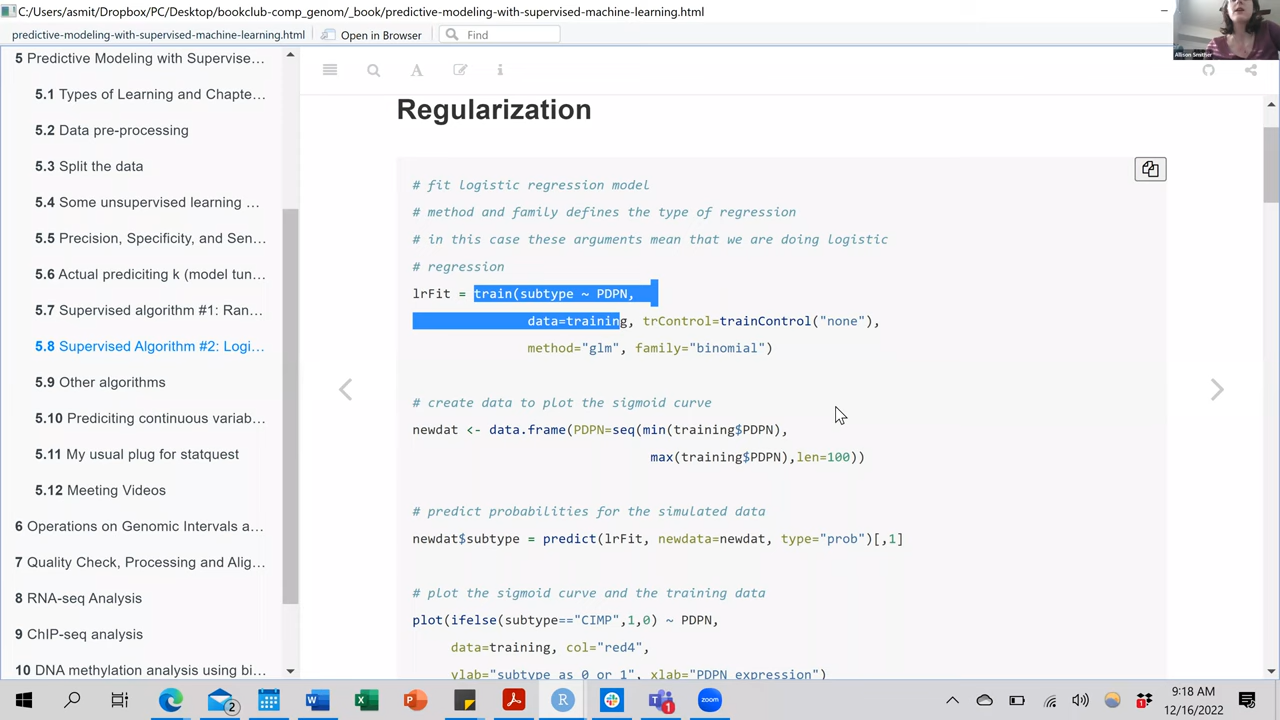 C:/Users/asmit/Dropbox/PC/Desktop/bookclub-comp_genom/_book/predictive-modeling-with-supervised-machine-learning.html
predictive-modeling-with-supervised-machine-learning.html
Open in Browser
Find
Allison Smither
5 Predictive Modeling with Supervise...
5.1 Types of Learning and Chapte...
5.2 Data pre-processing
5.3 Split the data
5.4 Some unsupervised learning ...
5.5 Precision, Specificity, and Sen...
5.6 Actual prediciting k (model tun...
5.7 Supervised algorithm #1: Ran...
5.8 Supervised Algorithm #2: Logi...
5.9 Other algorithms
5.10 Prediciting continuous variab...
5.11 My usual plug for statquest
5.12 Meeting Videos
6 Operations on Genomic Intervals a...
7 Quality Check, Processing and Alig...
8 RNA-seq Analysis
9 ChIP-seq analysis
10 DNA methylation analysis using bi...
Regularization
# fit logistic regression model
# method and family defines the type of regression
# in this case these arguments mean that we are doing logistic
# regression
lrFit = train(subtype ~ PDPN,
data=training, trControl=trainControl("none"),
method="glm", family="binomial")
# create data to plot the sigmoid curve
newdat <- data.frame(PDPN=seq(min(training$PDPN),
max(training$PDPN),len=100))
# predict probabilities for the simulated data
newdat$subtype = predict(lrFit, newdata=newdat, type="prob")[,1]
# plot the sigmoid curve and the training data
plot(ifelse(subtype=="CIMP",1,0) ~ PDPN,
data=training, col="red4",
ylab="subtype as 0 or 1", xlab="PDPN expression")
9:18 AM
12/16/2022